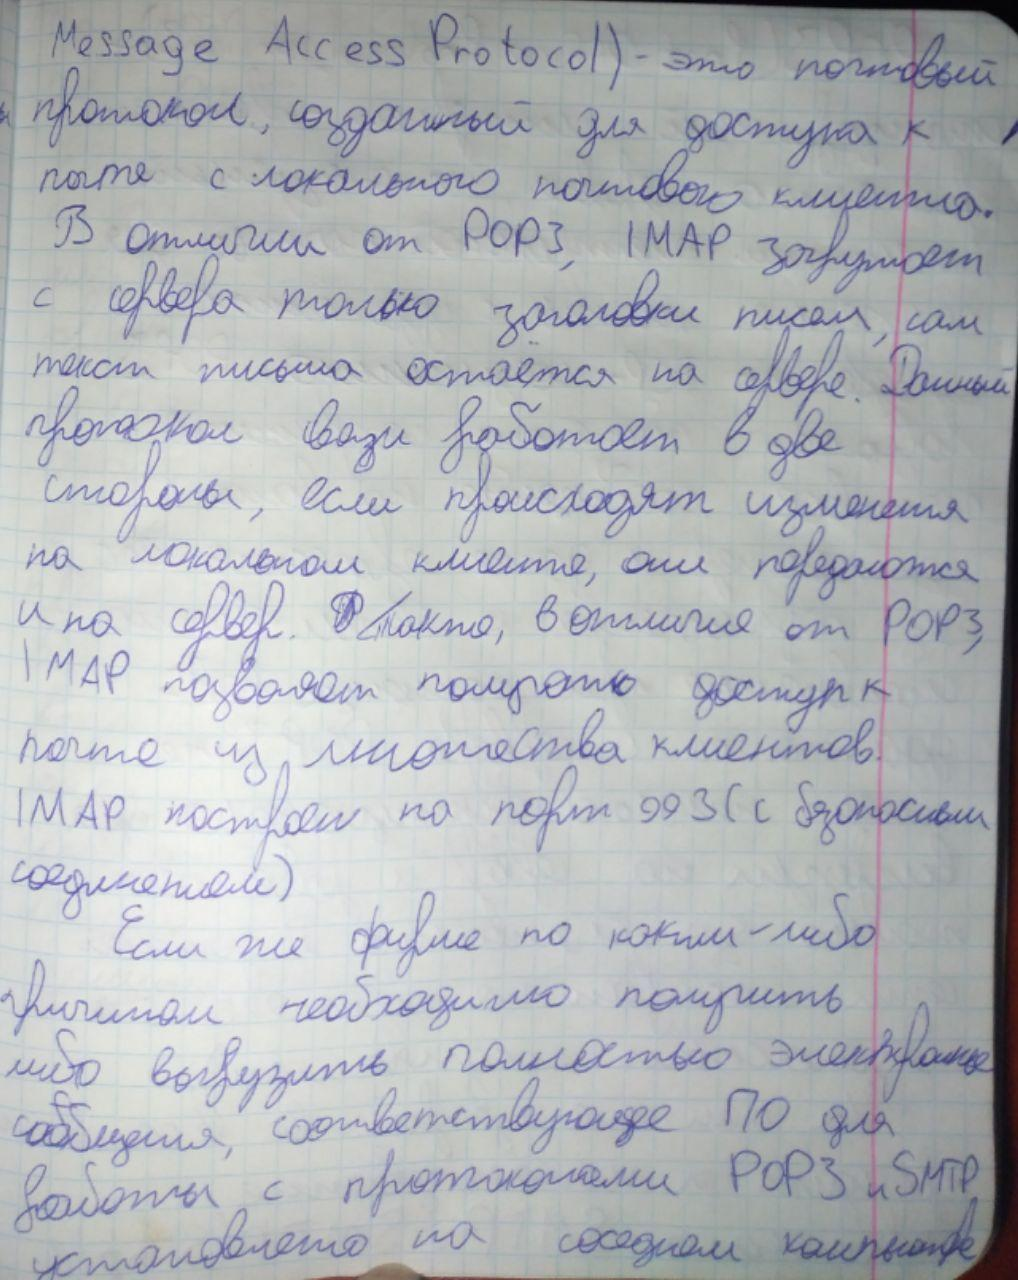 Message Access Protocol) - это почтовый
протокол, созданный для доступа к
почте с локального почтового клиента.
В отличии от POP3, IMAP загружает
с сервера только заголовки писем, сам
текст письма остаётся на сервере. Данный
протокол связи работает в две
стороны, если происходят изменения
на локальном клиенте, они передаются
и на сервер. Также, в отличие от POP3,
IMAP позволяет получать доступ к
почте из множества клиентов.
IMAP настроен на порт 993 (с безопасным
соединением)
Если же фирме по каким-либо
причинам необходимо получить
либо выгрузить полностью электронные
сообщения, соответствующее ПО для
работы с протоколами POP3 и SMTP
установлено на соседнем компьютере